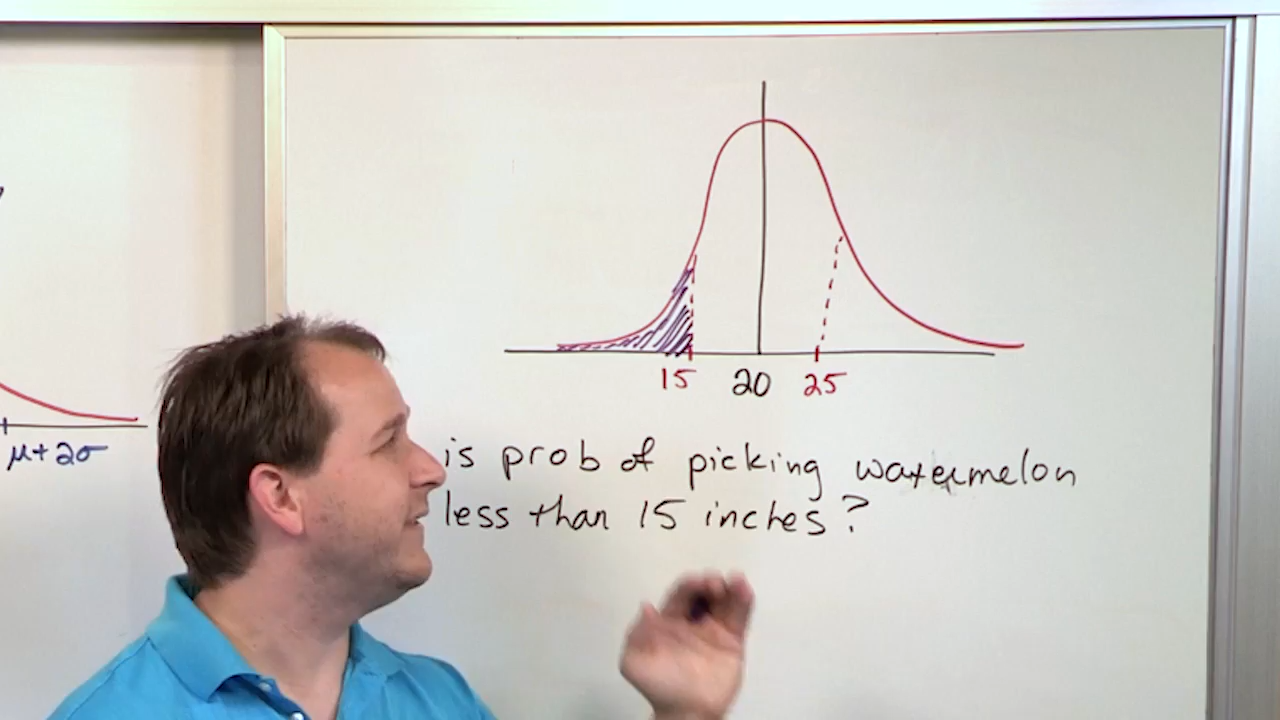 15 20 25
μ+2σ
is prob of picking watermelon
less than 15 inches?